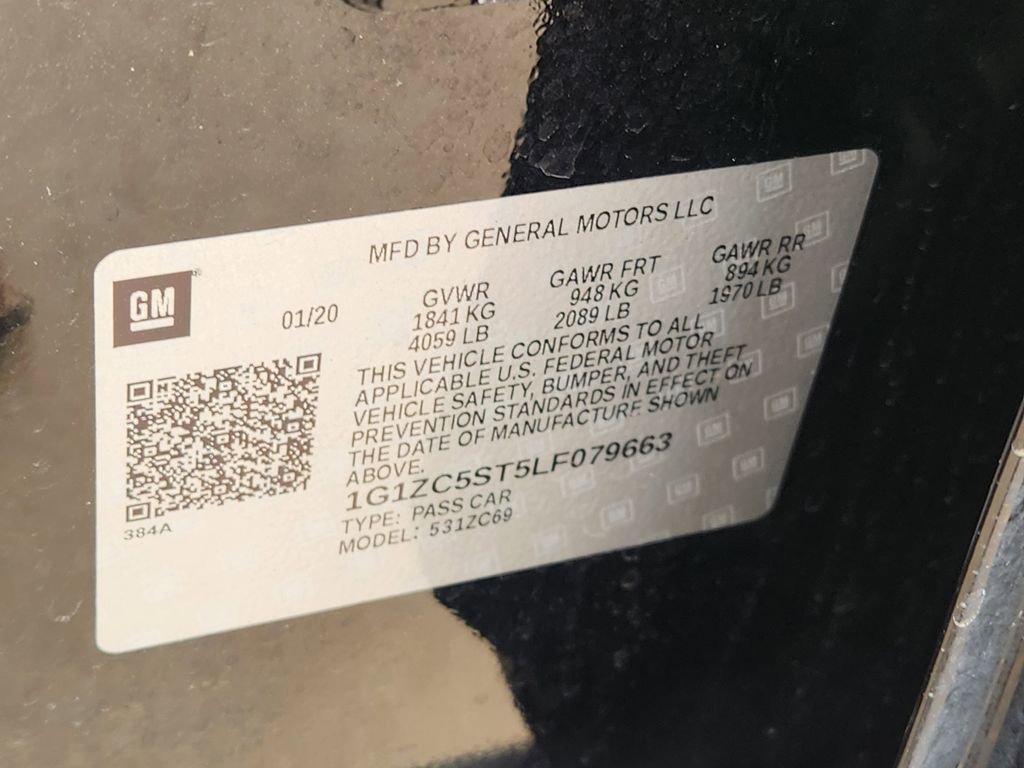 MFD BY GENERAL MOTORS LLC
GM
01/20
GVWR
1841 KG
4059 LB
GAWR FRT
948 KG
2089 LB
GAWR RR
894 KG
1970 LB
THIS VEHICLE CONFORMS TO ALL
APPLICABLE U.S. FEDERAL MOTOR
VEHICLE SAFETY, BUMPER, AND THEFT
PREVENTION STANDARDS IN EFFECT ON
THE DATE OF MANUFACTURE SHOWN
ABOVE.
1G1ZC5ST5LF079663
TYPE: PASS CAR
MODEL: 531ZC69
384A